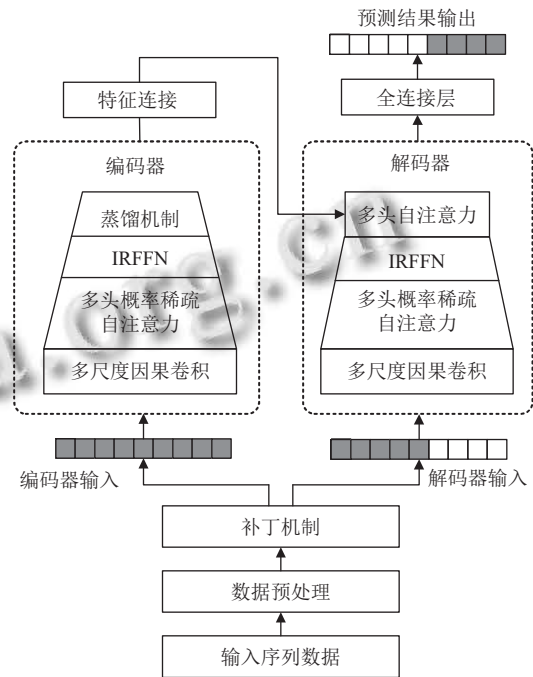 预测结果输出
特征连接
全连接层
编码器
解码器
蒸馏机制
IRFFN
多头概率稀疏
自注意力
多尺度因果卷积
多头自注意力
IRFFN
多头概率稀疏
自注意力
多尺度因果卷积
编码器输入
解码器输入
补丁机制
数据预处理
输入序列数据